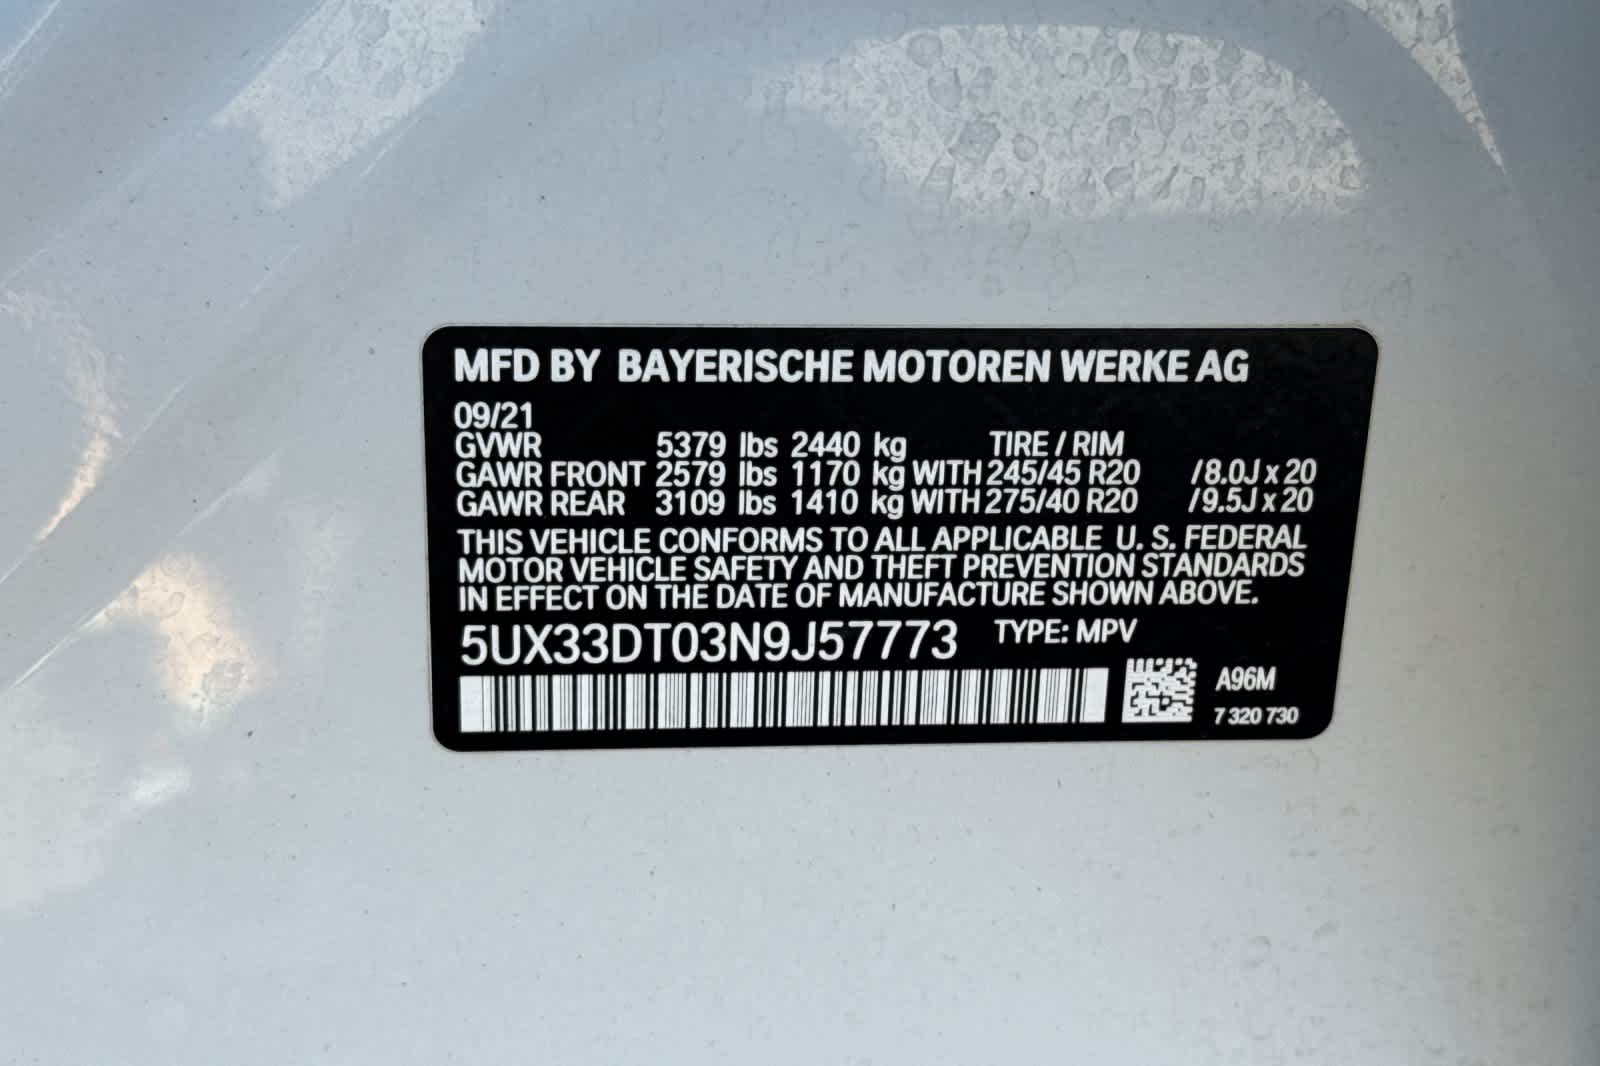 MFD BY BAYERISCHE MOTOREN WERKE AG
09/21
GVWR 5379 lbs 2440 kg TIRE / RIM
GAWR FRONT 2579 lbs 1170 kg WITH 245/45 R20 /8.0J x 20
GAWR REAR 3109 lbs 1410 kg WITH 275/40 R20 /9.5J x 20
THIS VEHICLE CONFORMS TO ALL APPLICABLE U. S. FEDERAL
MOTOR VEHICLE SAFETY AND THEFT PREVENTION STANDARDS
IN EFFECT ON THE DATE OF MANUFACTURE SHOWN ABOVE.
5UX33DT03N9J57773 TYPE: MPV
A96M
7 320 730